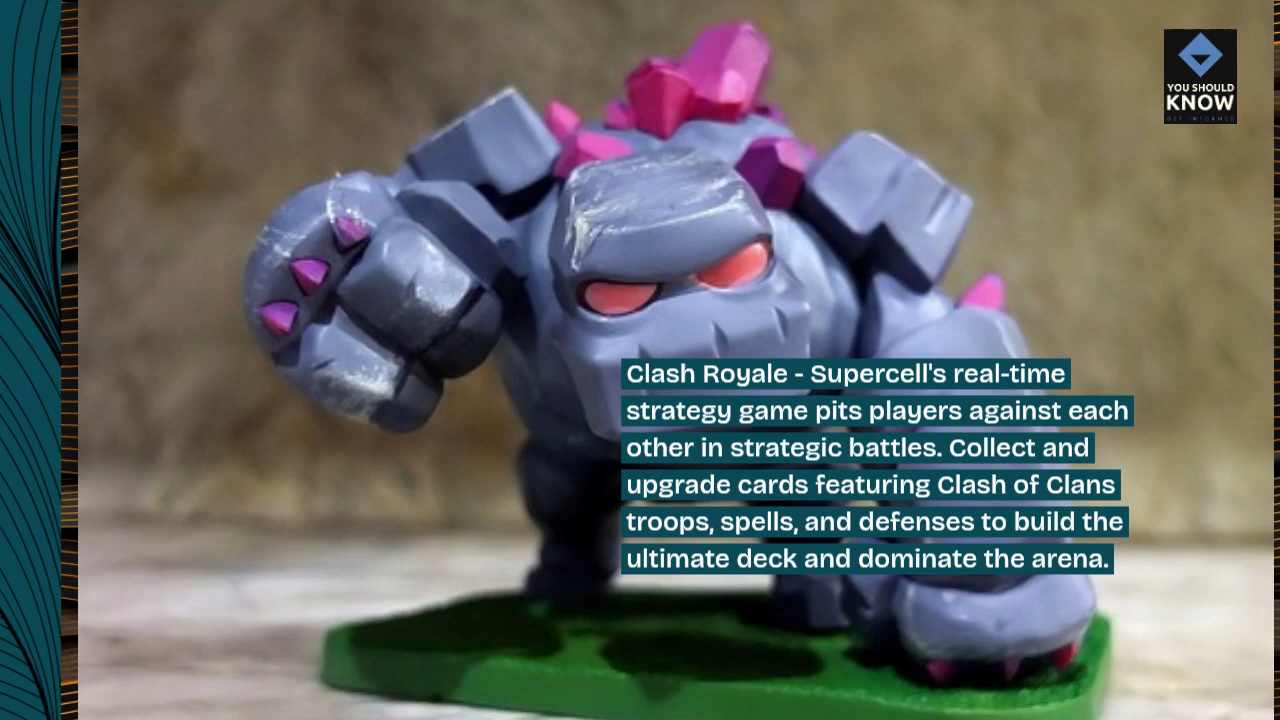 YOU SHOULD
KNOW
GET INFORMED
Clash Royale - Supercell's real-time
strategy game pits players against each
other in strategic battles. Collect and
upgrade cards featuring Clash of Clans
troops, spells, and defenses to build the
ultimate deck and dominate the arena.